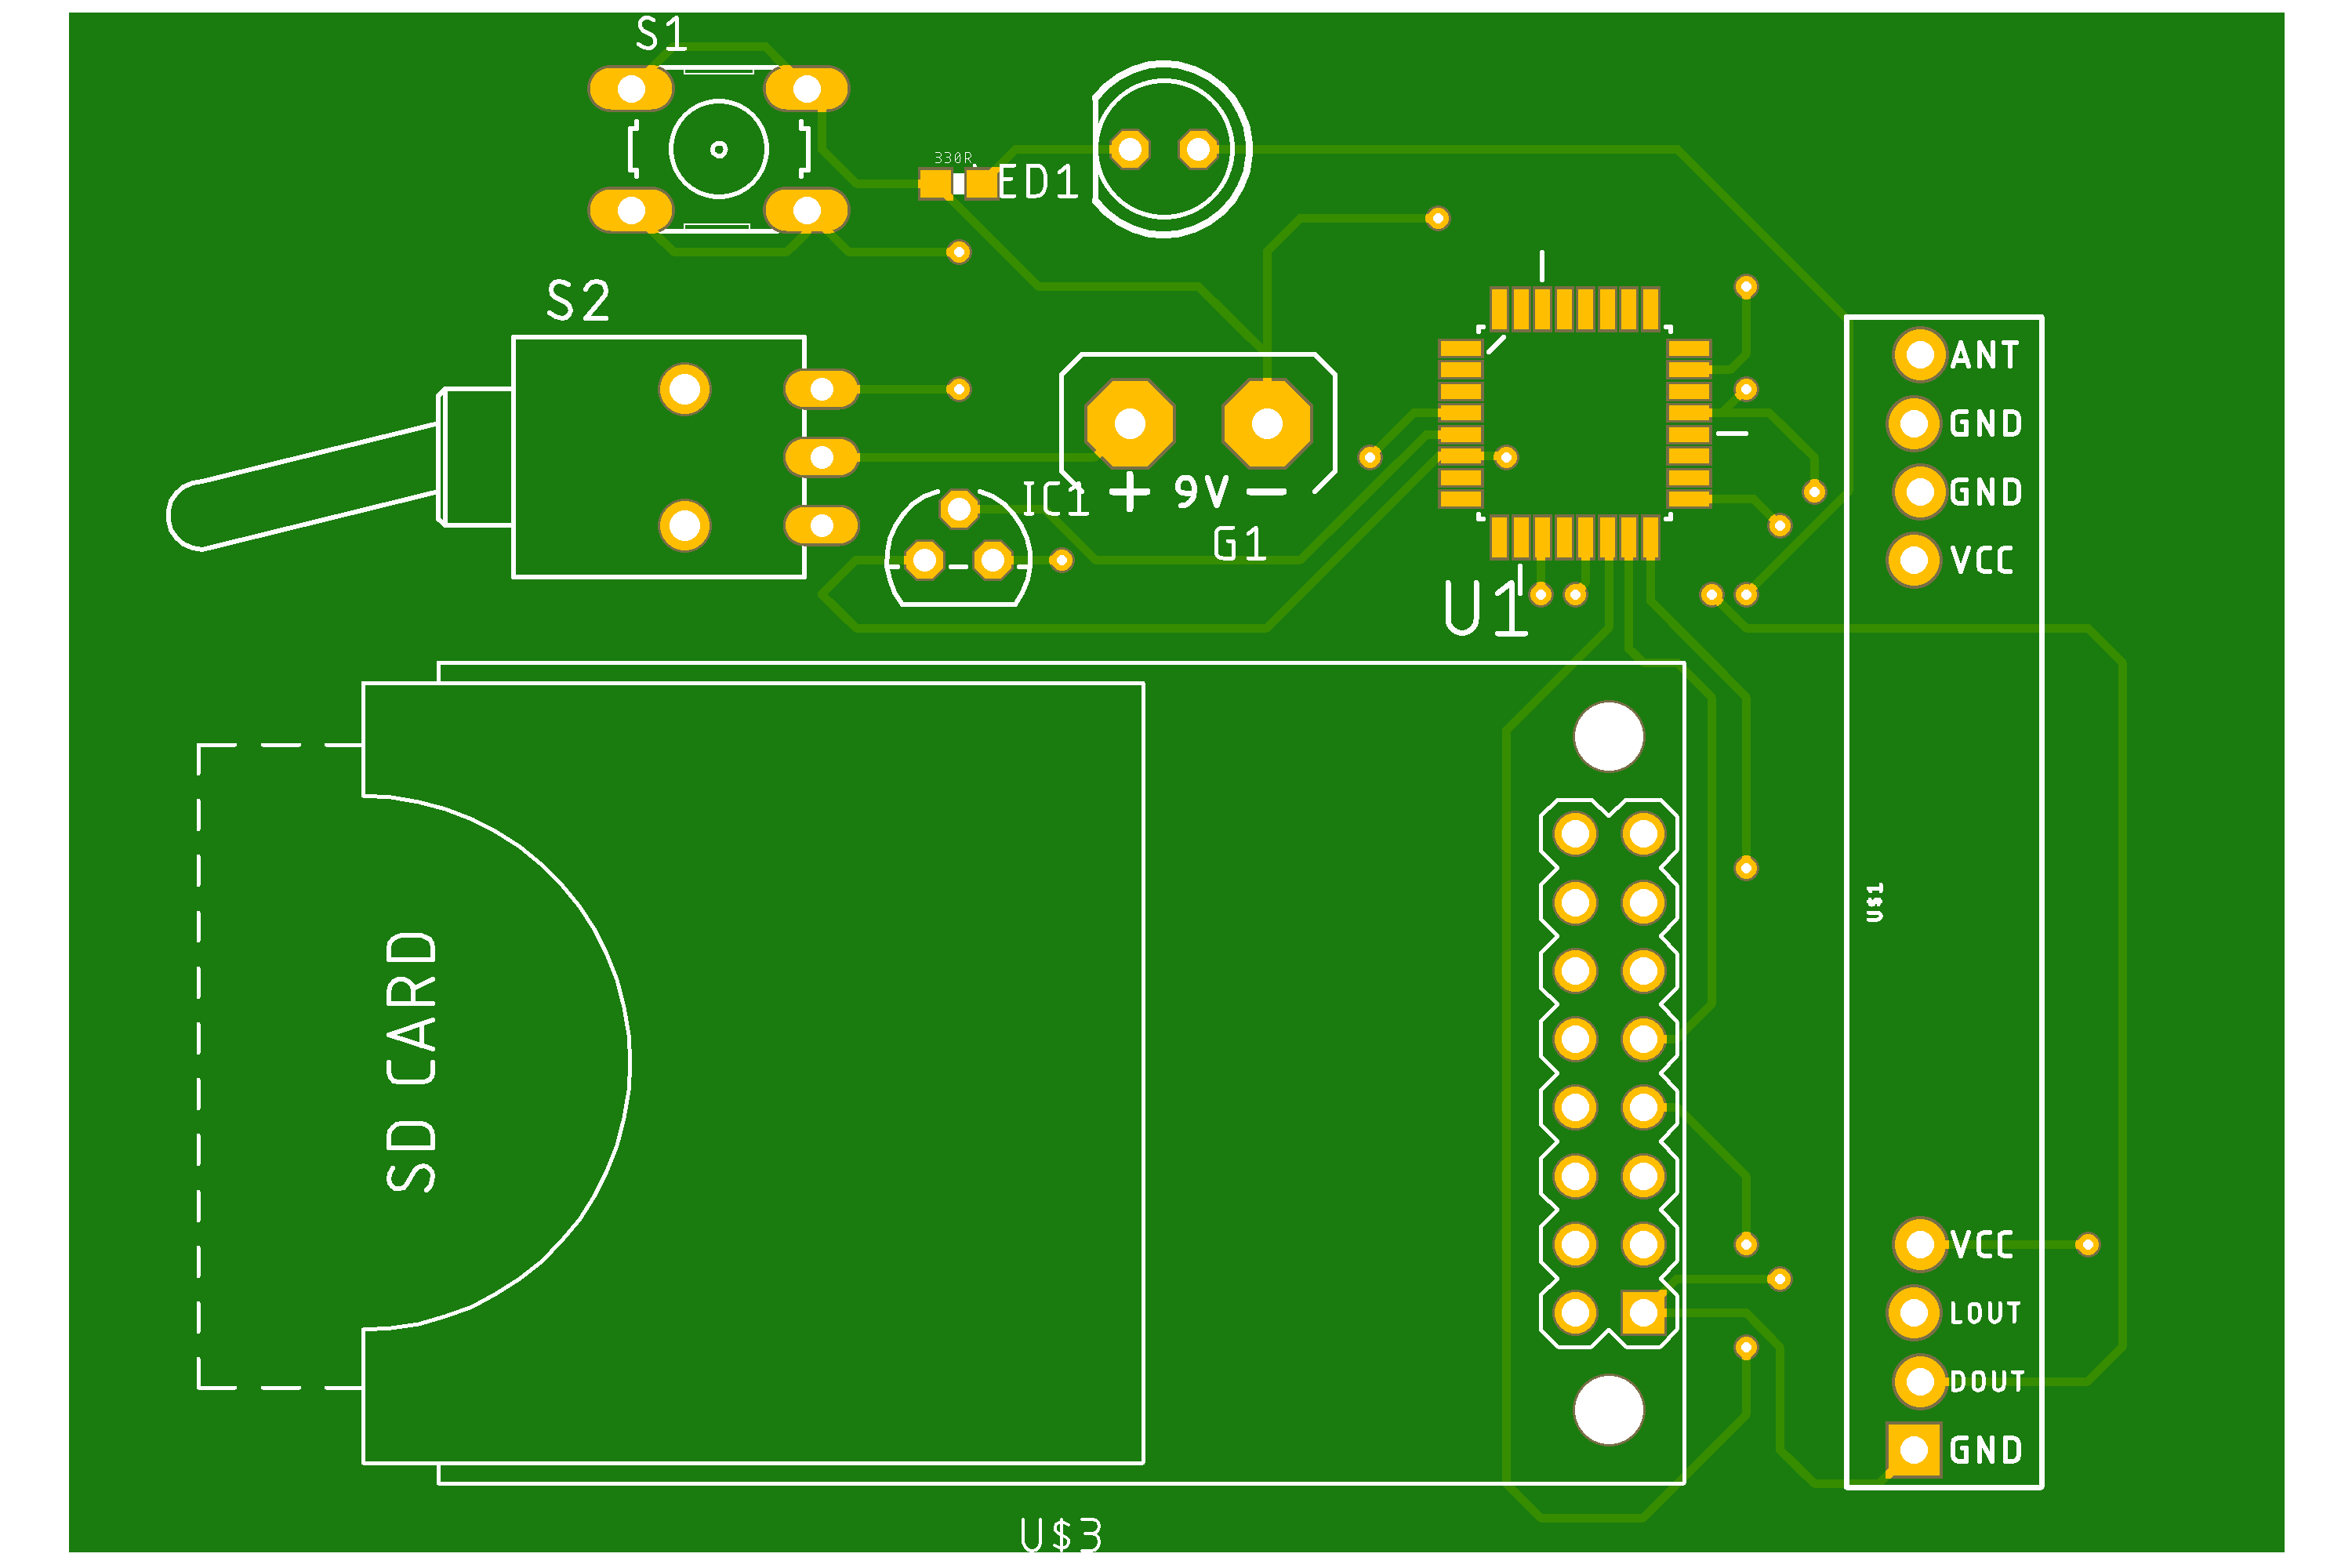 S1
330R
ED1
S2
ANT
GND
GND
VCC
IC1
+ 9V -
G1
U1
U$1
SD CARD
VCC
LOUT
DOUT
GND
U$3